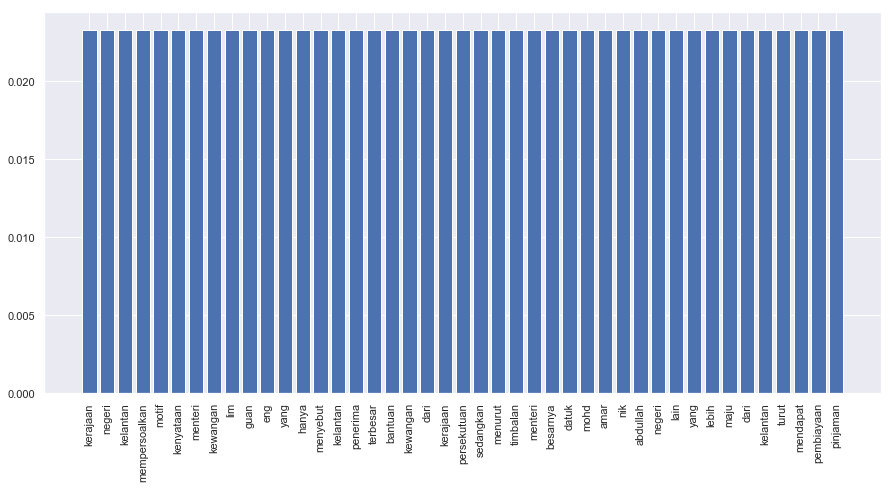 0.020
0.015
0.010
0.005
0.000
kerajaan
negeri
kelantan
mempersoalkan
motif
kenyataan
menteri
kewangan
lim
guan
eng
yang
hanya
menyebut
kelantan
penerima
terbesar
bantuan
kewangan
dari
kerajaan
persekutuan
sedangkan
menurut
timbalan
menteri
besarnya
datuk
mohd
amar
nik
abdullah
negeri
lain
yang
lebih
maju
dari
kelantan
turut
mendapat
pembiayaan
pinjaman